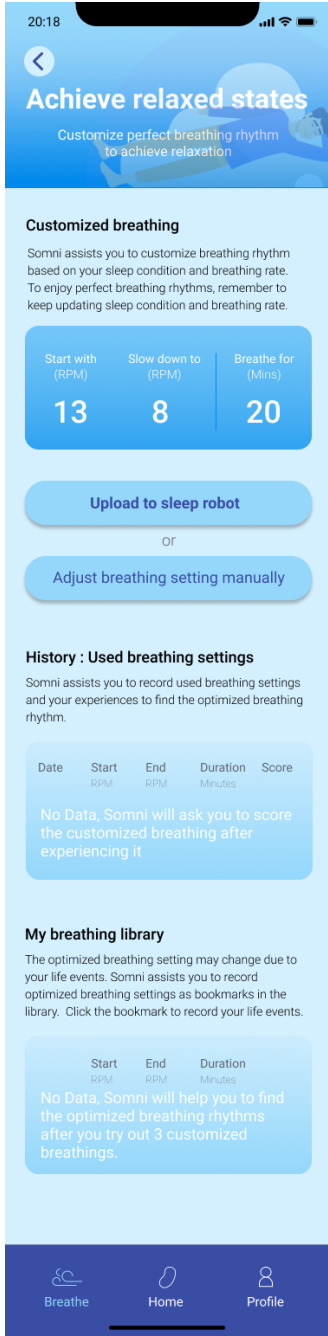 20:18
Achieve relaxed states
Customize perfect breathing rhythm
to achieve relaxation
Customized breathing
Somni assists you to customize breathing rhythm
based on your sleep condition and breathing rate.
To enjoy perfect breathing rhythms, remember to
keep updating sleep condition and breathing rate.
Start with Slow down to Breathe for
(RPM) (RPM) (Mins)
13 8 20
Upload to sleep robot
or
Adjust breathing setting manually
History : Used breathing settings
Somni assists you to record used breathing settings
and your experiences to find the optimized breathing
rhythm.
Date Start End Duration Score
RPM RPM Minutes
No Data, Somni will ask you to score
the customized breathing after
experiencing it
My breathing library
The optimized breathing setting may change due to
your life events. Somni assists you to record
optimized breathing settings as bookmarks in the
library. Click the bookmark to record your life events.
Start End Duration
RPM RPM Minutes
No Data, Somni will help you to find
the optimized breathing rhythms
after you try out 3 customized
breathings.
Breathe Home Profile